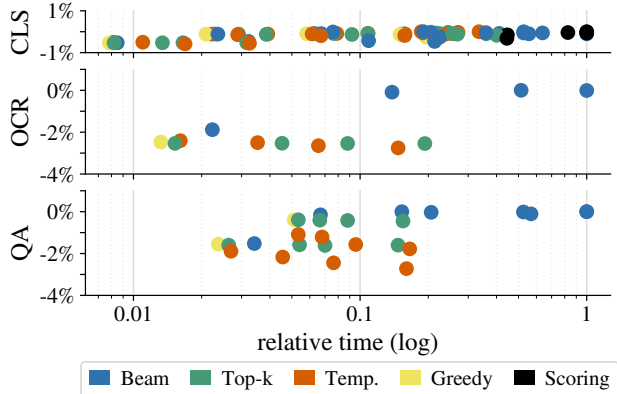 CLS
0%
-1%
OCR
0%
-2%
-4%
QA
0%
-2%
-4%
0.01 0.1 1
relative time (log)
Beam Top-k Temp. Greedy Scoring